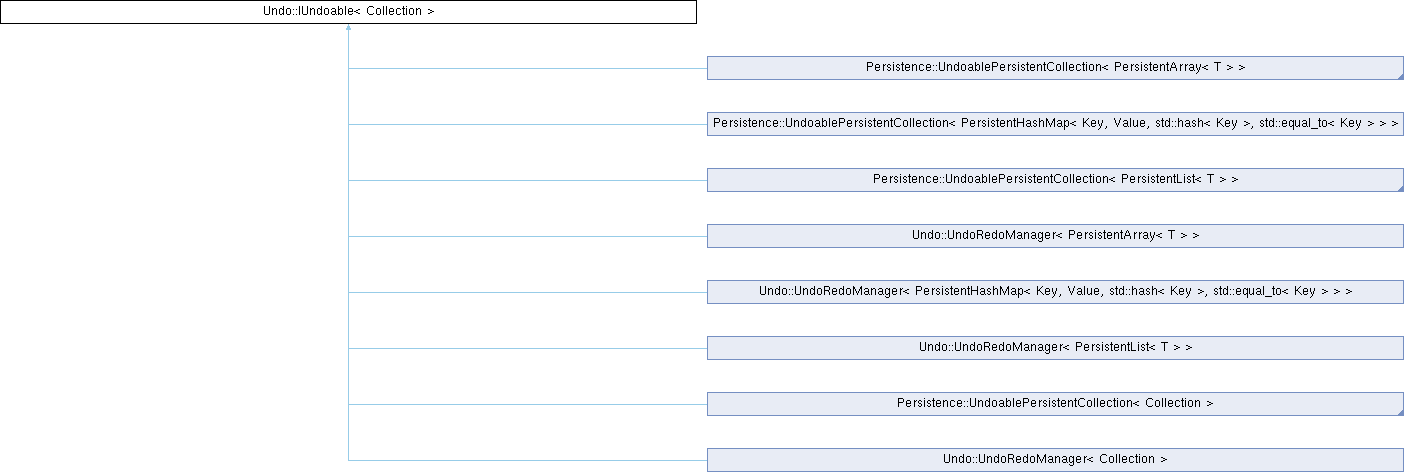 Undo::IUndoable< Collection >
Persistence::UndoablePersistentCollection< PersistentArray< T > >
Persistence::UndoablePersistentCollection< PersistentHashMap< Key, Value, std::hash< Key >, std::equal_to< Key > > >
Persistence::UndoablePersistentCollection< PersistentList< T > >
Undo::UndoRedoManager< PersistentArray< T > >
Undo::UndoRedoManager< PersistentHashMap< Key, Value, std::hash< Key >, std::equal_to< Key > > >
Undo::UndoRedoManager< PersistentList< T > >
Persistence::UndoablePersistentCollection< Collection >
Undo::UndoRedoManager< Collection >